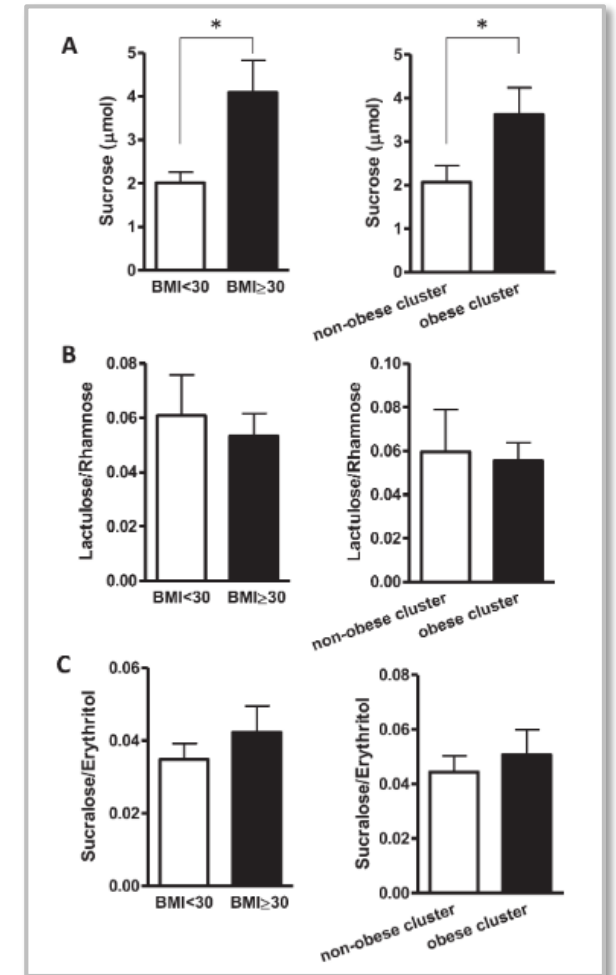 A
*
*
Sucrose (μmol)
5
4
3
2
1
0
BMI<30 BMI≥30
Sucrose (μmol)
5
4
3
2
1
0
non-obese cluster
obese cluster
B
Lactulose/Rhamnose
0.08
0.06
0.04
0.02
0.00
BMI<30 BMI≥30
Lactulose/Rhamnose
0.10
0.08
0.06
0.04
0.02
0.00
non-obese cluster
obese cluster
C
Sucralose/Erythritol
0.06
0.04
0.02
0.00
BMI<30 BMI≥30
Sucralose/Erythritol
0.08
0.06
0.04
0.02
0.00
non-obese cluster
obese cluster